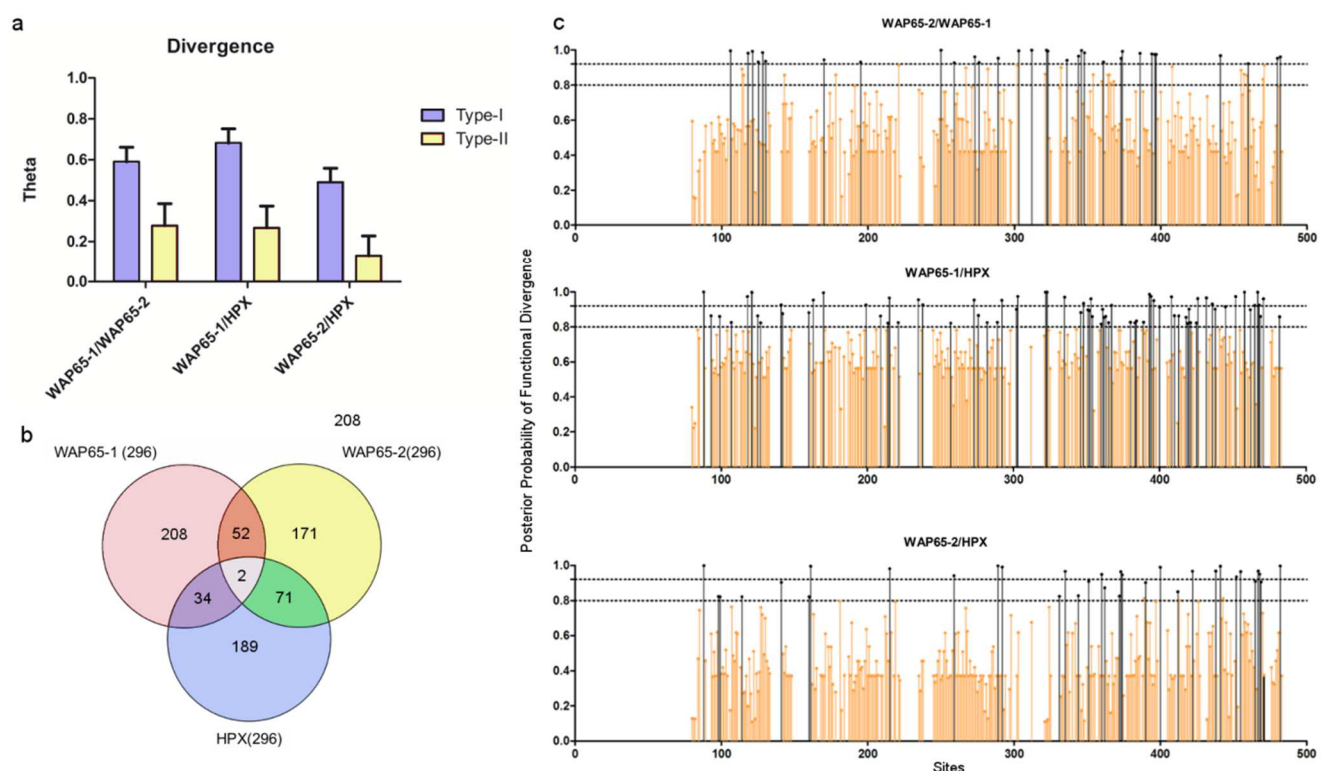 a
Divergence
Theta
1.0
0.8
0.6
0.4
0.2
0.0
WAP65-1/WAP65-2
WAP65-1/HPX
WAP65-2/HPX
Type-I
Type-II
b
208
WAP65-1 (296)
WAP65-2(296)
208
52
171
2
34
71
189
HPX(296)
c
Posterior Probability of Functional Divergence
WAP65-2/WAP65-1
1.0
0.8
0.6
0.4
0.2
0.0
0 100 200 300 400 500
WAP65-1/HPX
1.0
0.8
0.6
0.4
0.2
0.0
0 100 200 300 400 500
WAP65-2/HPX
1.0
0.8
0.6
0.4
0.2
0.0
0 100 200 300 400 500
Sites